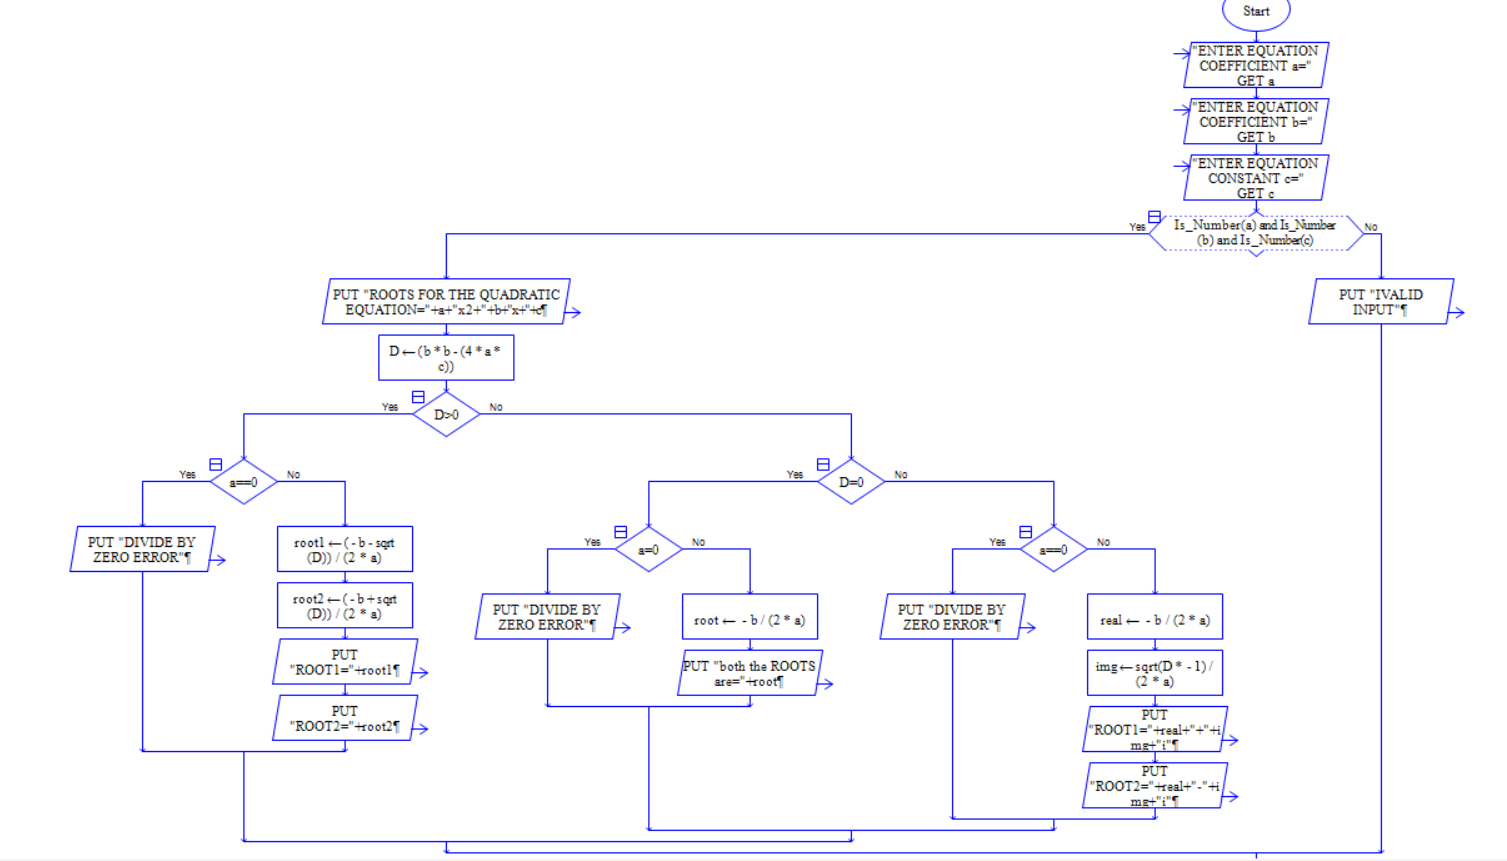 Start
"ENTER EQUATION
COEFFICIENT a="
GET a
"ENTER EQUATION
COEFFICIENT b="
GET b
"ENTER EQUATION
CONSTANT c="
GET c
Yes
Is_Number(a) and Is_Number
(b) and Is_Number(c)
No
PUT "ROOTS FOR THE QUADRATIC
EQUATION="+a+"x2+"+b+"x+"+c¶
PUT "IVALID
INPUT"¶
D←(b*b-(4*a*
c))
Yes
D>0
No
Yes
a==0
No
Yes
D=0
No
PUT "DIVIDE BY
ZERO ERROR"¶
root1←(-b-sqrt
(D))/(2*a)
root2←(-b+sqrt
(D))/(2*a)
PUT
"ROOT1="+root1¶
PUT
"ROOT2="+root2¶
Yes
a=0
No
PUT "DIVIDE BY
ZERO ERROR"¶
root←-b/(2*a)
PUT "both the ROOTS
are="+root¶
Yes
a==0
No
PUT "DIVIDE BY
ZERO ERROR"¶
real←-b/(2*a)
img←sqrt(D*-1)/
(2*a)
PUT
"ROOT1="+real+"+"+i
mg+"i"¶
PUT
"ROOT2="+real+"-"+i
mg+"i"¶